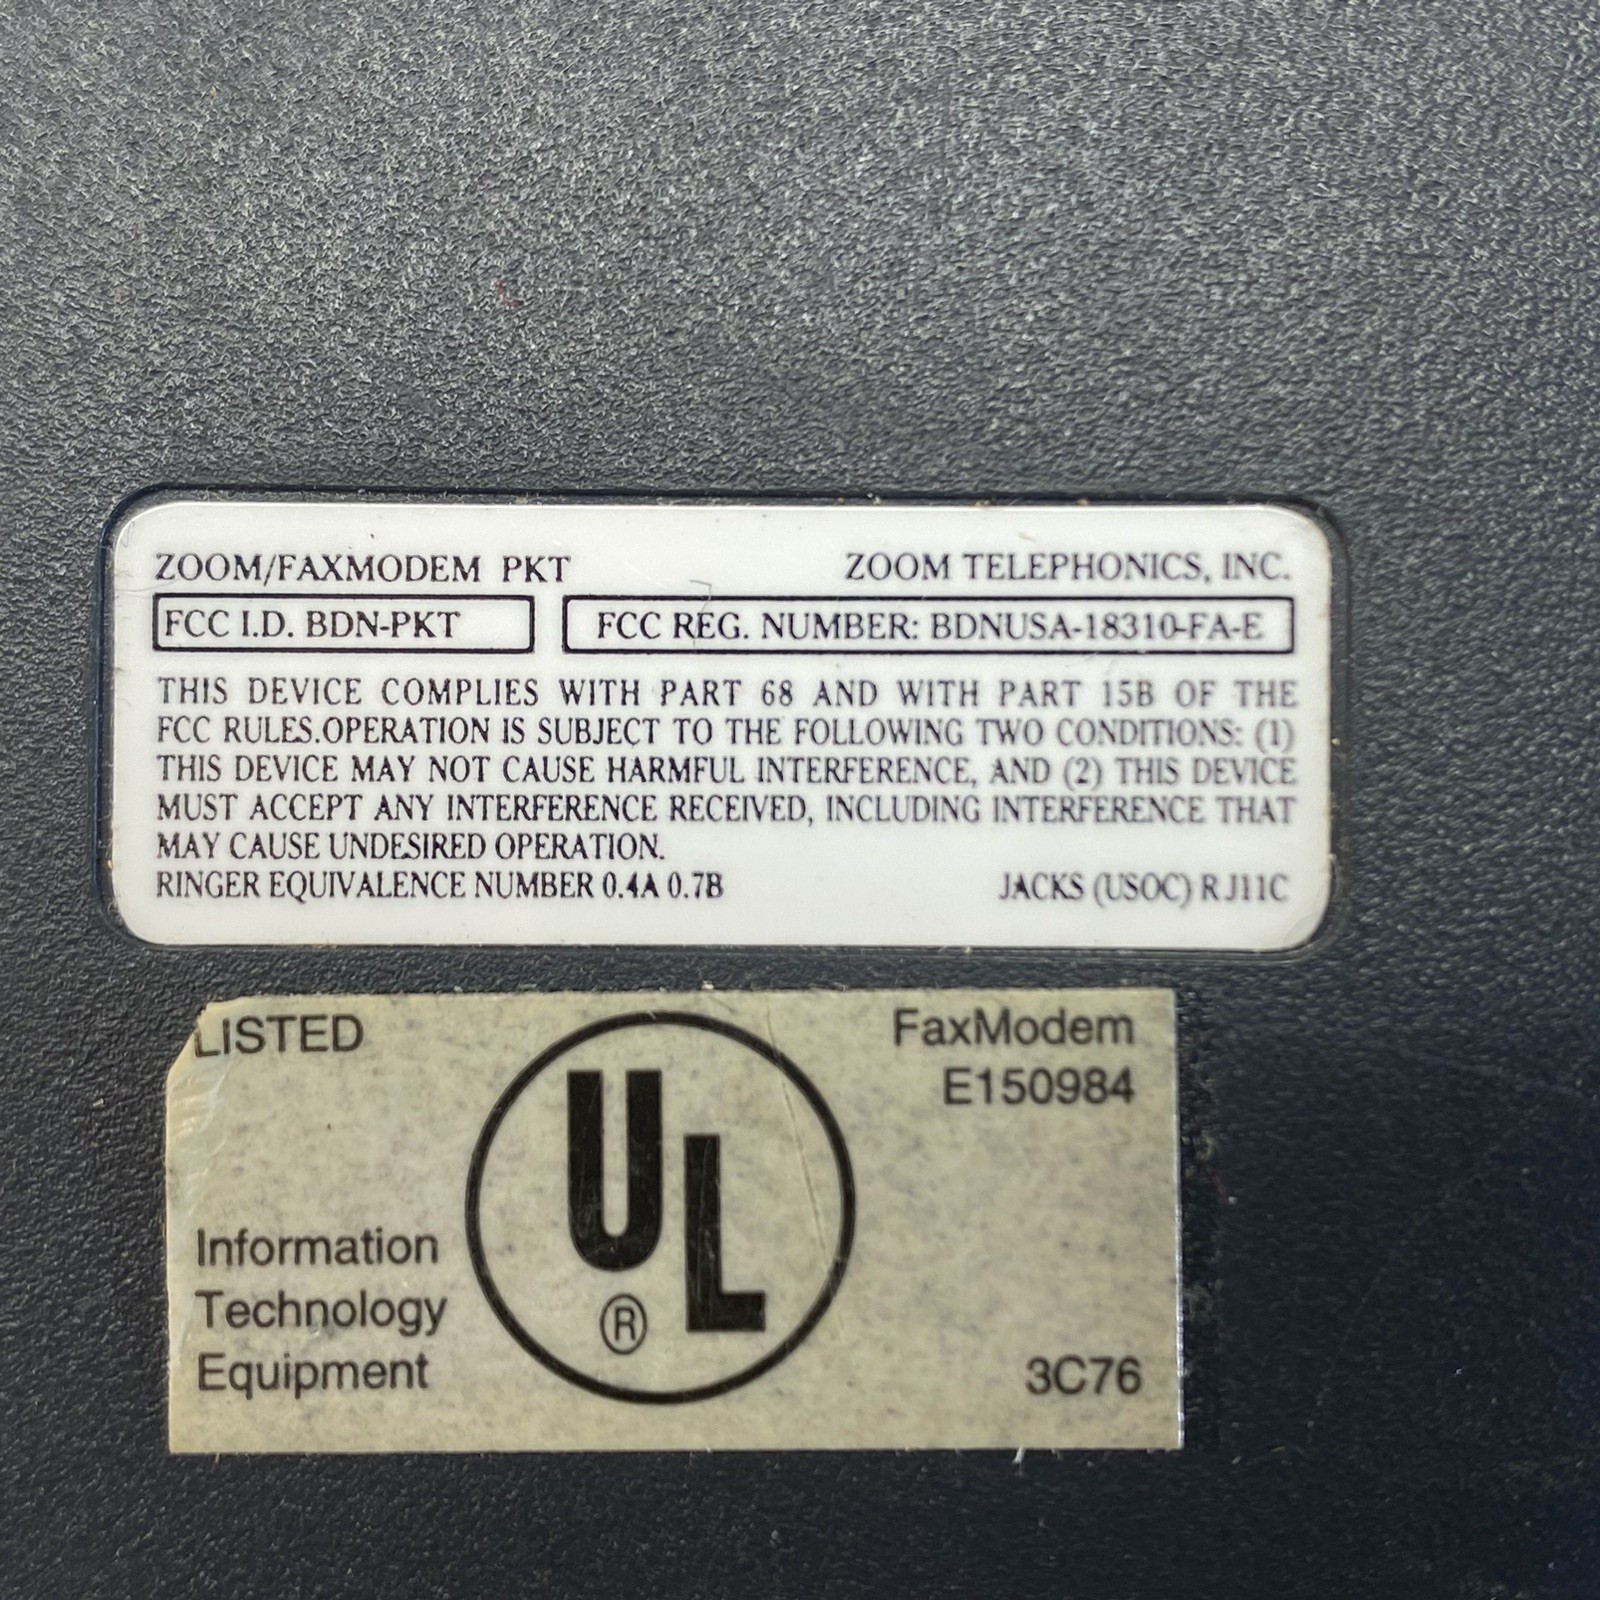 ZOOM/FAXMODEM PKT ZOOM TELEPHONICS, INC.
FCC I.D. BDN-PKT FCC REG. NUMBER: BDNUSA-18310-FA-E
THIS DEVICE COMPLIES WITH PART 68 AND WITH PART 15B OF THE
FCC RULES.OPERATION IS SUBJECT TO THE FOLLOWING TWO CONDITIONS: (1)
THIS DEVICE MAY NOT CAUSE HARMFUL INTERFERENCE, AND (2) THIS DEVICE
MUST ACCEPT ANY INTERFERENCE RECEIVED, INCLUDING INTERFERENCE THAT
MAY CAUSE UNDESIRED OPERATION.
RINGER EQUIVALENCE NUMBER 0.4A 0.7B JACKS (USOC) RJ11C
LISTED
FaxModem
E150984
UL
®
Information
Technology
Equipment
3C76